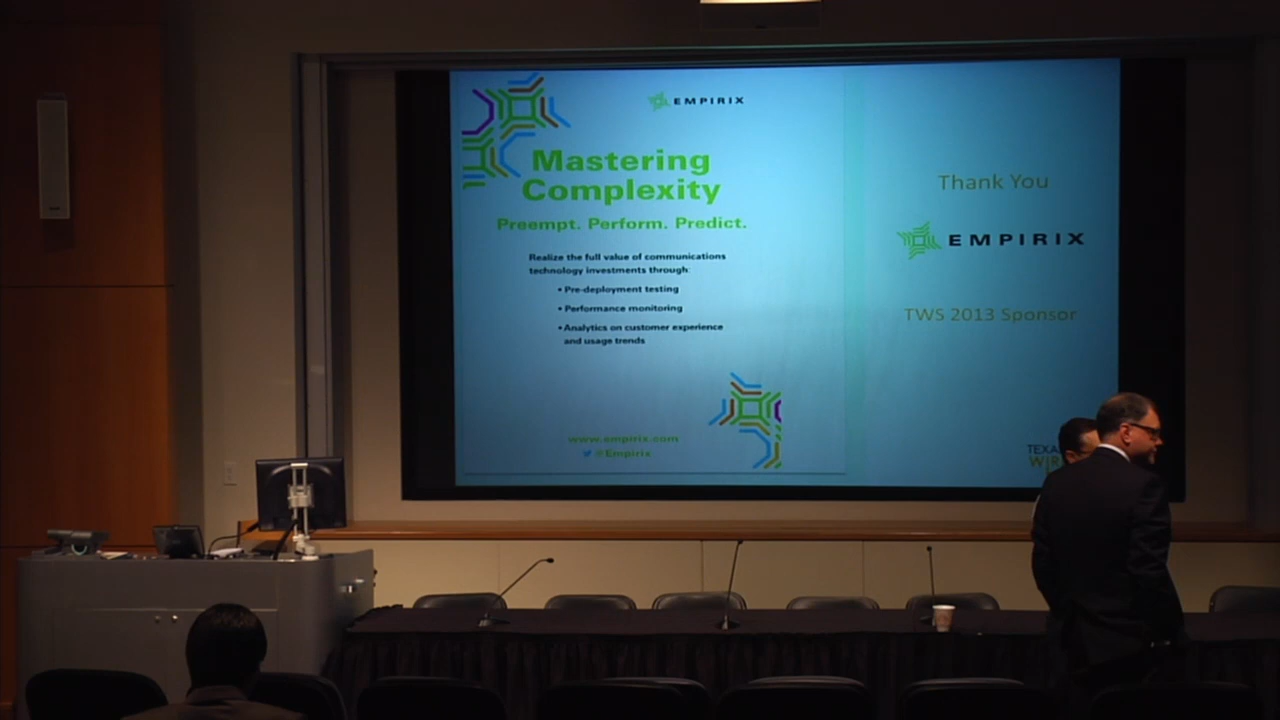 EMPIRIX
Mastering
Complexity
Preempt. Perform. Predict.
Realize the full value of communications
technology investments through:
• Pre-deployment testing
• Performance monitoring
• Analytics on customer experience
and usage trends
www.empirix.com
@Empirix
Thank You
EMPIRIX
TWS 2013 Sponsor